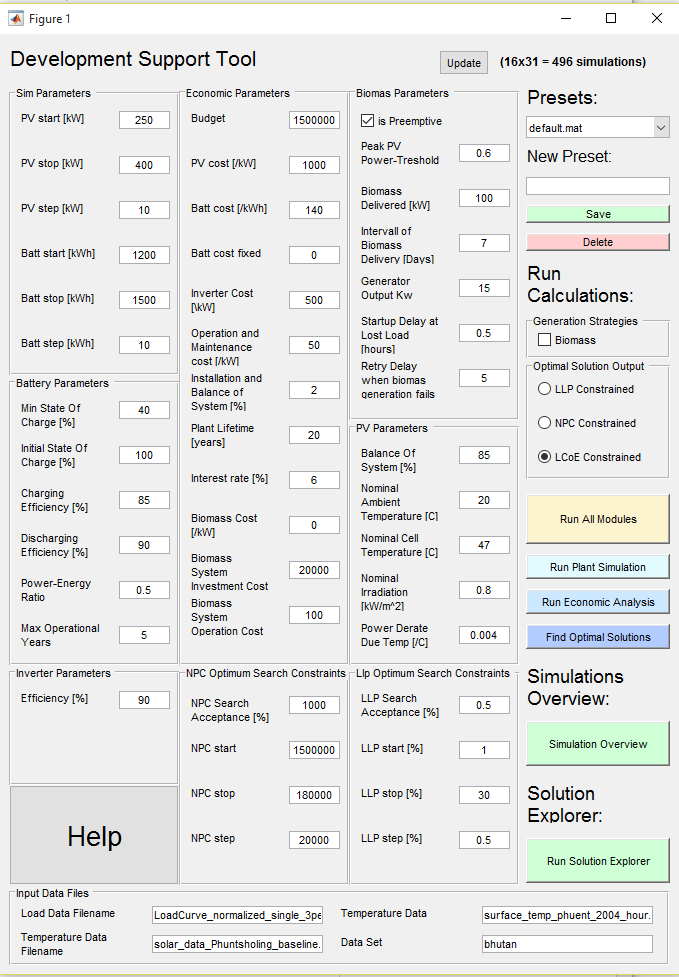 Figure 1
Development Support Tool
Update
(16x31 = 496 simulations)
Sim Parameters
PV start [kW]
250
PV stop [kW]
400
PV step [kW]
10
Batt start [kWh]
1200
Batt stop [kWh]
1500
Batt step [kWh]
10
Battery Parameters
Min State Of
Charge [%]
40
Initial State Of
Charge [%]
100
Charging
Efficiency [%]
85
Discharging
Efficiency [%]
90
Power-Energy
Ratio
0.5
Max Operational
Years
5
Inverter Parameters
Efficiency [%]
90
Help
Economic Parameters
Budget
1500000
PV cost [/kW]
1000
Batt cost [/kWh]
140
Batt cost fixed
0
Inverter Cost
[\kW]
500
Operation and
Maintenance
cost [/kW]
50
Installation and
Balance of
System [%]
2
Plant Lifetime
[years]
20
Interest rate [%]
6
Biomass Cost
[/kW]
0
Biomass
System
Investment Cost
20000
Biomass
System
Operation Cost
100
NPC Optimum Search Constraints
NPC Search
Acceptance [%]
1000
NPC start
1500000
NPC stop
180000
NPC step
20000
Biomas Parameters
is Preemptive
Peak PV
Power-Treshold
0.6
Biomass
Delivered [kW]
100
Intervall of
Biomass
Delivery [Days]
7
Generator
Output Kw
15
Startup Delay at
Lost Load
[hours]
0.5
Retry Delay
when biomas
generation fails
5
PV Parameters
Balance Of
System [%]
85
Nominal
Ambient
Temperature [C]
20
Nominal Cell
Temperature [C]
47
Nominal
Irradiation
[kW/m^2]
0.8
Power Derate
Due Temp [/C]
0.004
Llp Optimum Search Constraints
LLP Search
Acceptance [%]
0.5
LLP start [%]
1
LLP stop [%]
30
LLP step [%]
0.5
Presets:
default.mat
New Preset:
Save
Delete
Run
Calculations:
Generation Strategies
Biomass
Optimal Solution Output
LLP Constrained
NPC Constrained
LCoE Constrained
Run All Modules
Run Plant Simulation
Run Economic Analysis
Find Optimal Solutions
Simulations
Overview:
Simulation Overview
Solution
Explorer:
Run Solution Explorer
Input Data Files
Load Data Filename
LoadCurve_normalized_single_3pe
Temperature Data
surface_temp_phuent_2004_hour.
Temperature Data
Filename
solar_data_Phuntsholing_baseline.
Data Set
bhutan